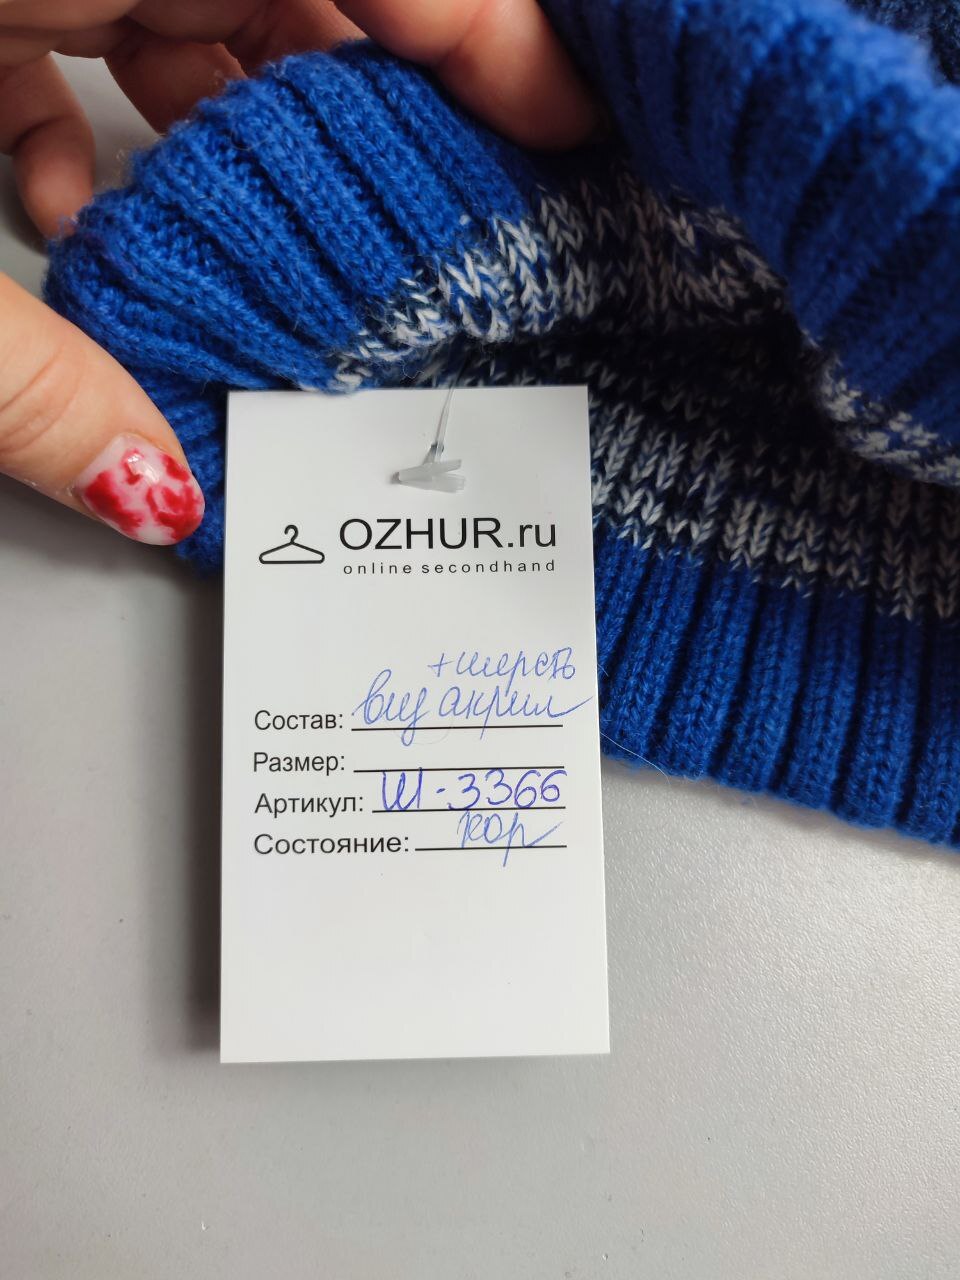 OZHUR.ru
online secondhand
+шерсть
Состав: вид акрил
Размер:
Артикул: Ш-3366
Состояние: хор